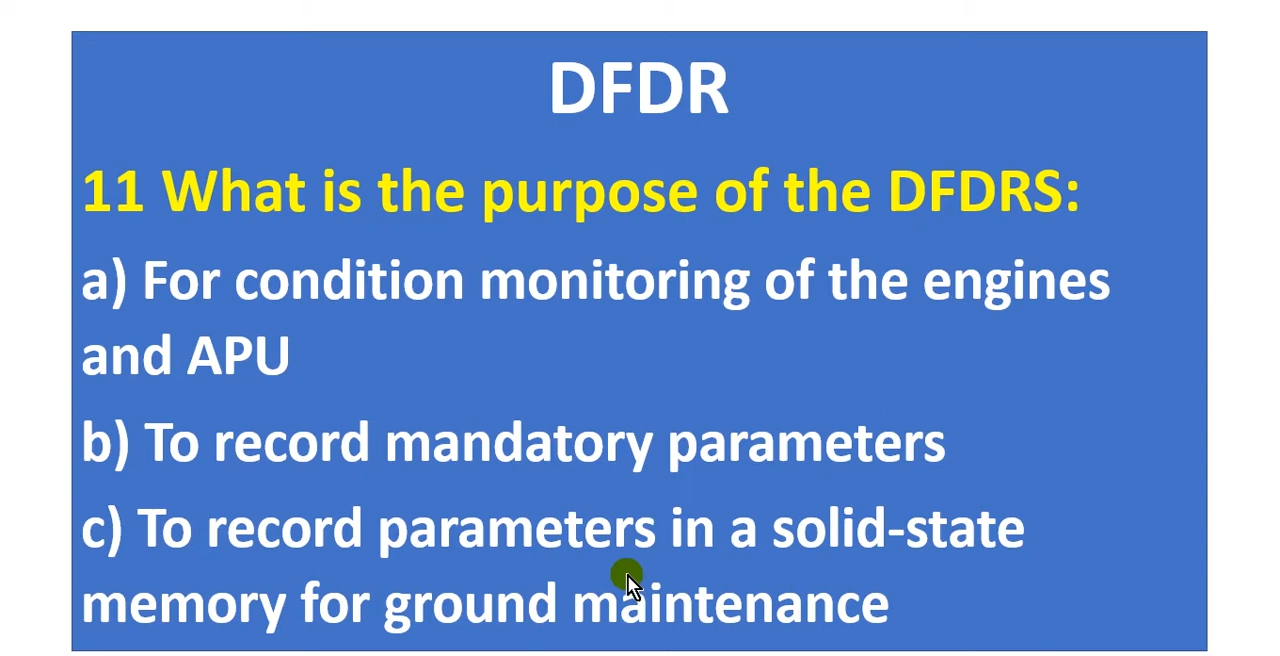 DFDR
11 What is the purpose of the DFDRS:
a) For condition monitoring of the engines
and APU
b) To record mandatory parameters
c) To record parameters in a solid-state
memory for ground maintenance